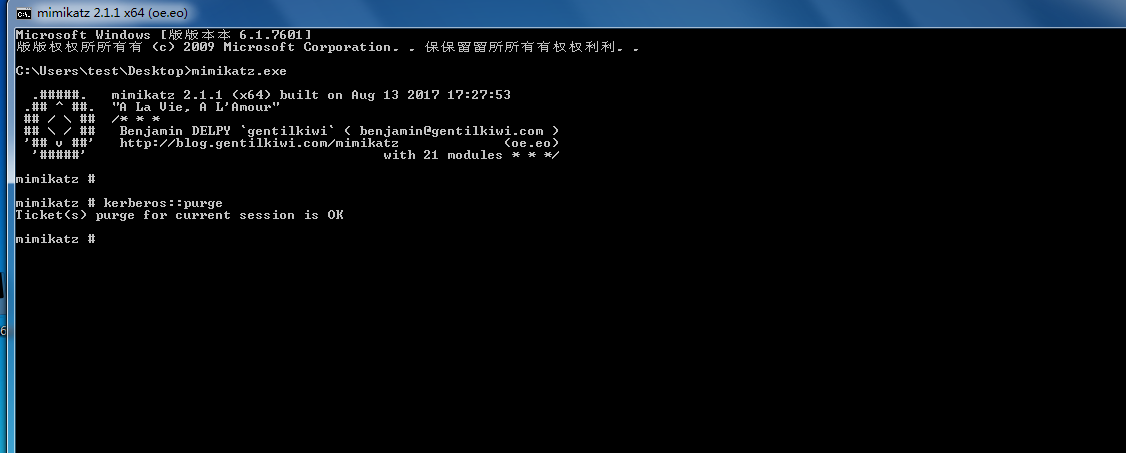 mimikatz 2.1.1 x64 (oe.eo)
Microsoft Windows [版版本本 6.1.7601]
版版权权所所有有 (c) 2009 Microsoft Corporation。。保保留留所所有有权权利利。。
C:\Users\test\Desktop>mimikatz.exe
  .#####.   mimikatz 2.1.1 (x64) built on Aug 13 2017 17:27:53
 .## ^ ##.  "A La Vie, A L'Amour"
 ## / \ ##  /* * *
 ## \ / ##   Benjamin DELPY `gentilkiwi` ( benjamin@gentilkiwi.com )
 '## v ##'   http://blog.gentilkiwi.com/mimikatz             (oe.eo)
  '#####'                                     with 21 modules * * */
mimikatz #
mimikatz # kerberos::purge
Ticket(s) purge for current session is OK
mimikatz #
6